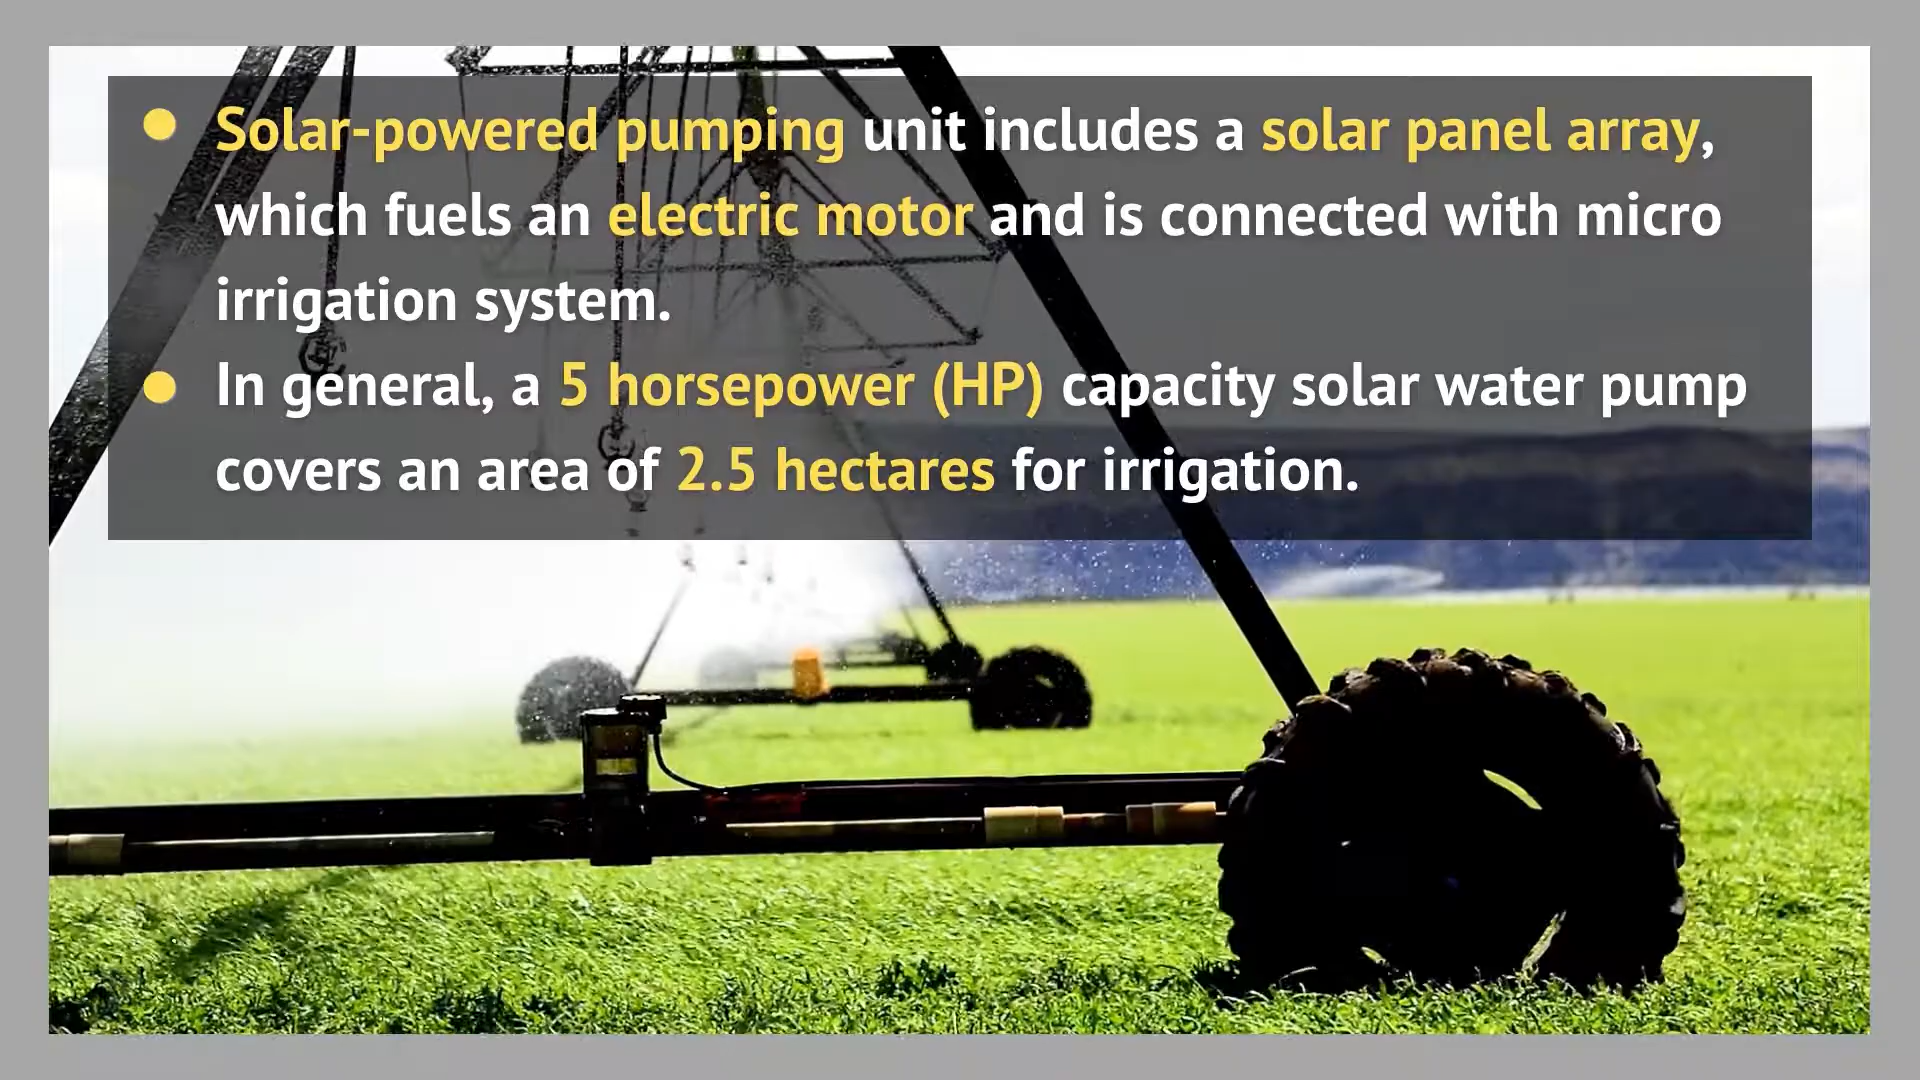 Solar-powered pumping unit includes a solar panel array,
which fuels an electric motor and is connected with micro
irrigation system.
In general, a 5 horsepower (HP) capacity solar water pump
covers an area of 2.5 hectares for irrigation.